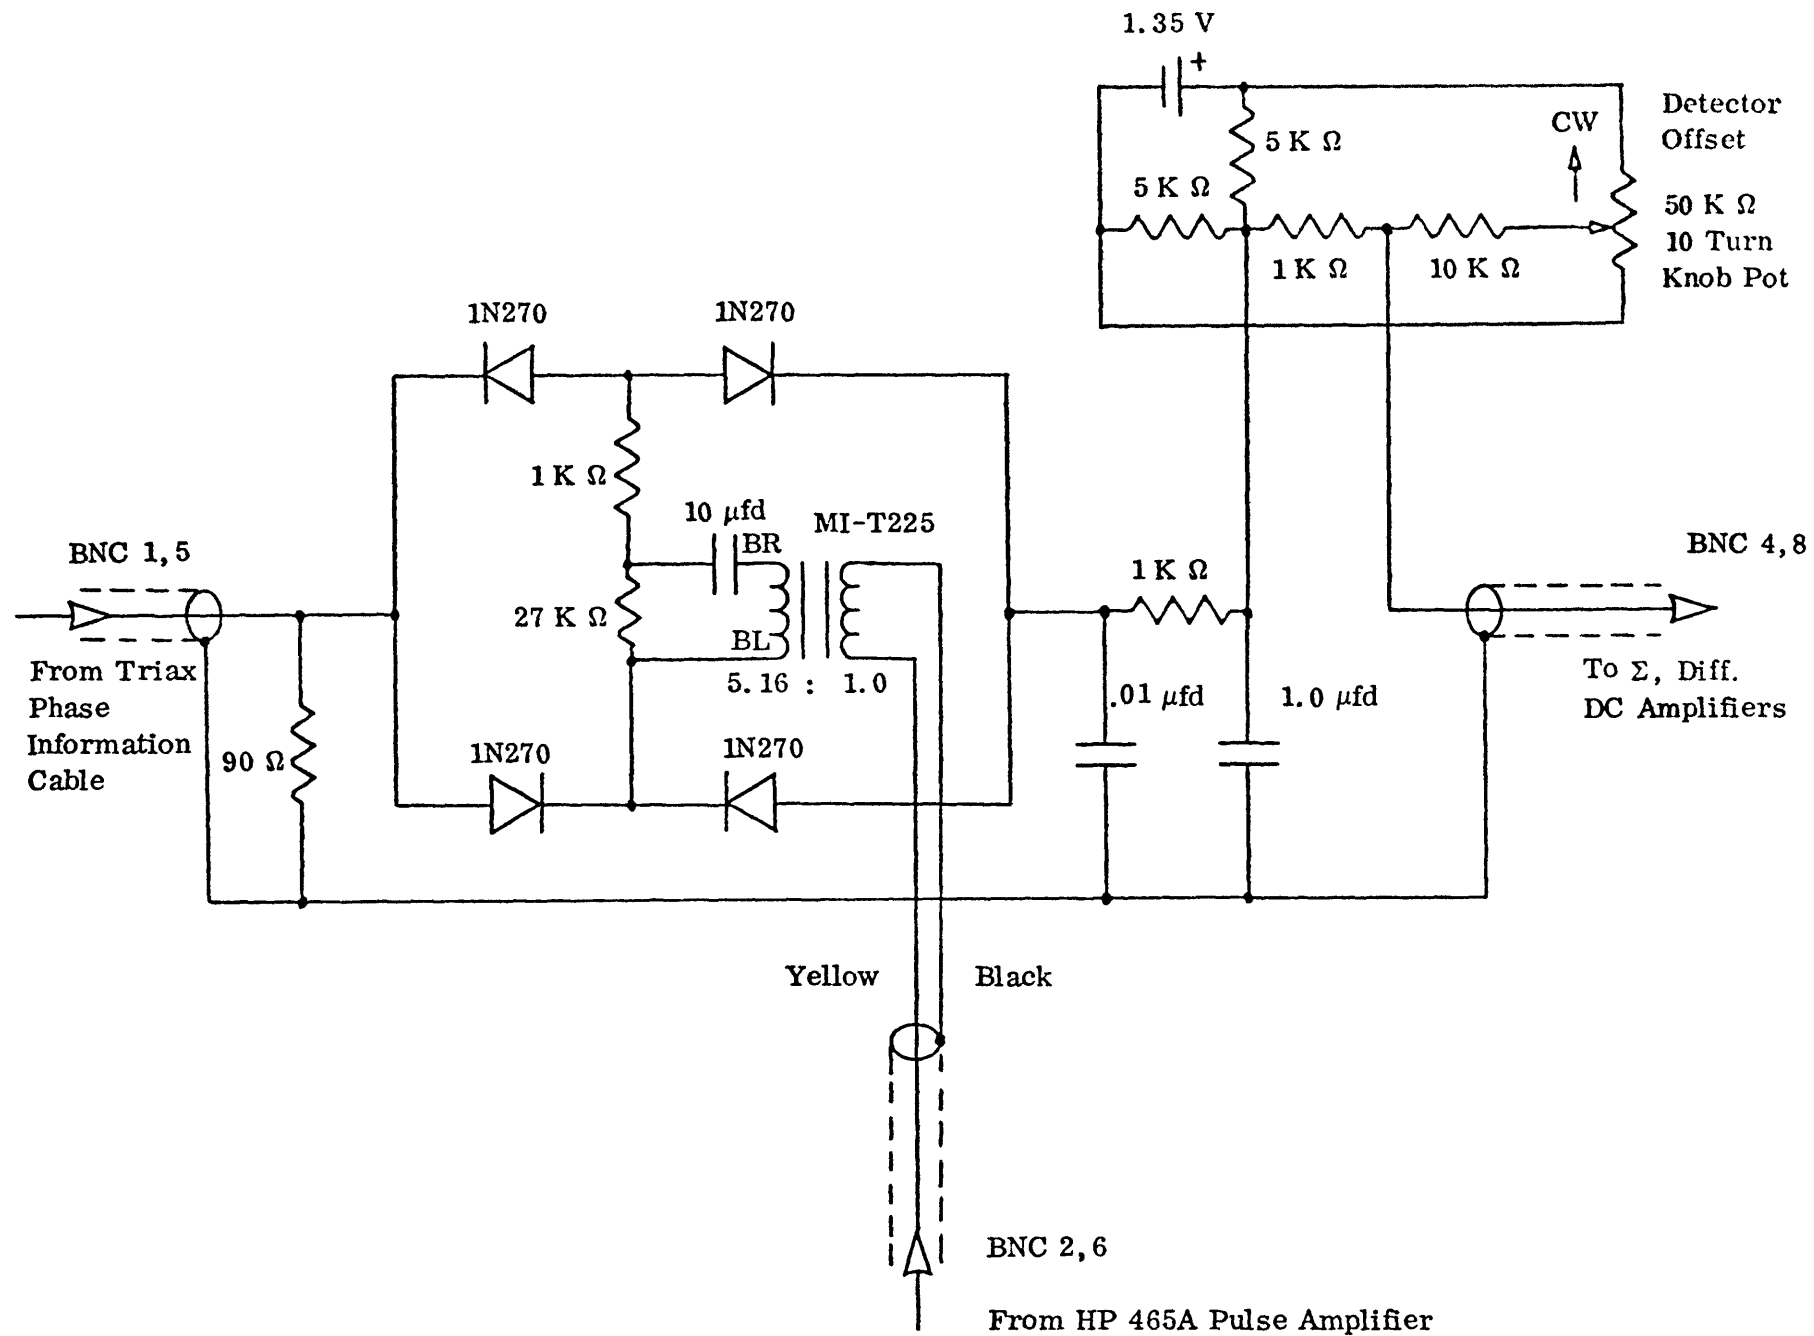 1.35 V
+
Detector
Offset
CW
5 K Ω
5 K Ω
50 K Ω
10 Turn
Knob Pot
1 K Ω
10 K Ω
1N270
1N270
1 K Ω
10 μfd
BR
MI-T225
BNC 1,5
BNC 4,8
1 K Ω
27 K Ω
BL
5.16 : 1.0
From Triax
Phase
Information
Cable
To Σ, Diff.
DC Amplifiers
.01 μfd
1.0 μfd
90 Ω
1N270
1N270
Yellow
Black
BNC 2,6
From HP 465A Pulse Amplifier